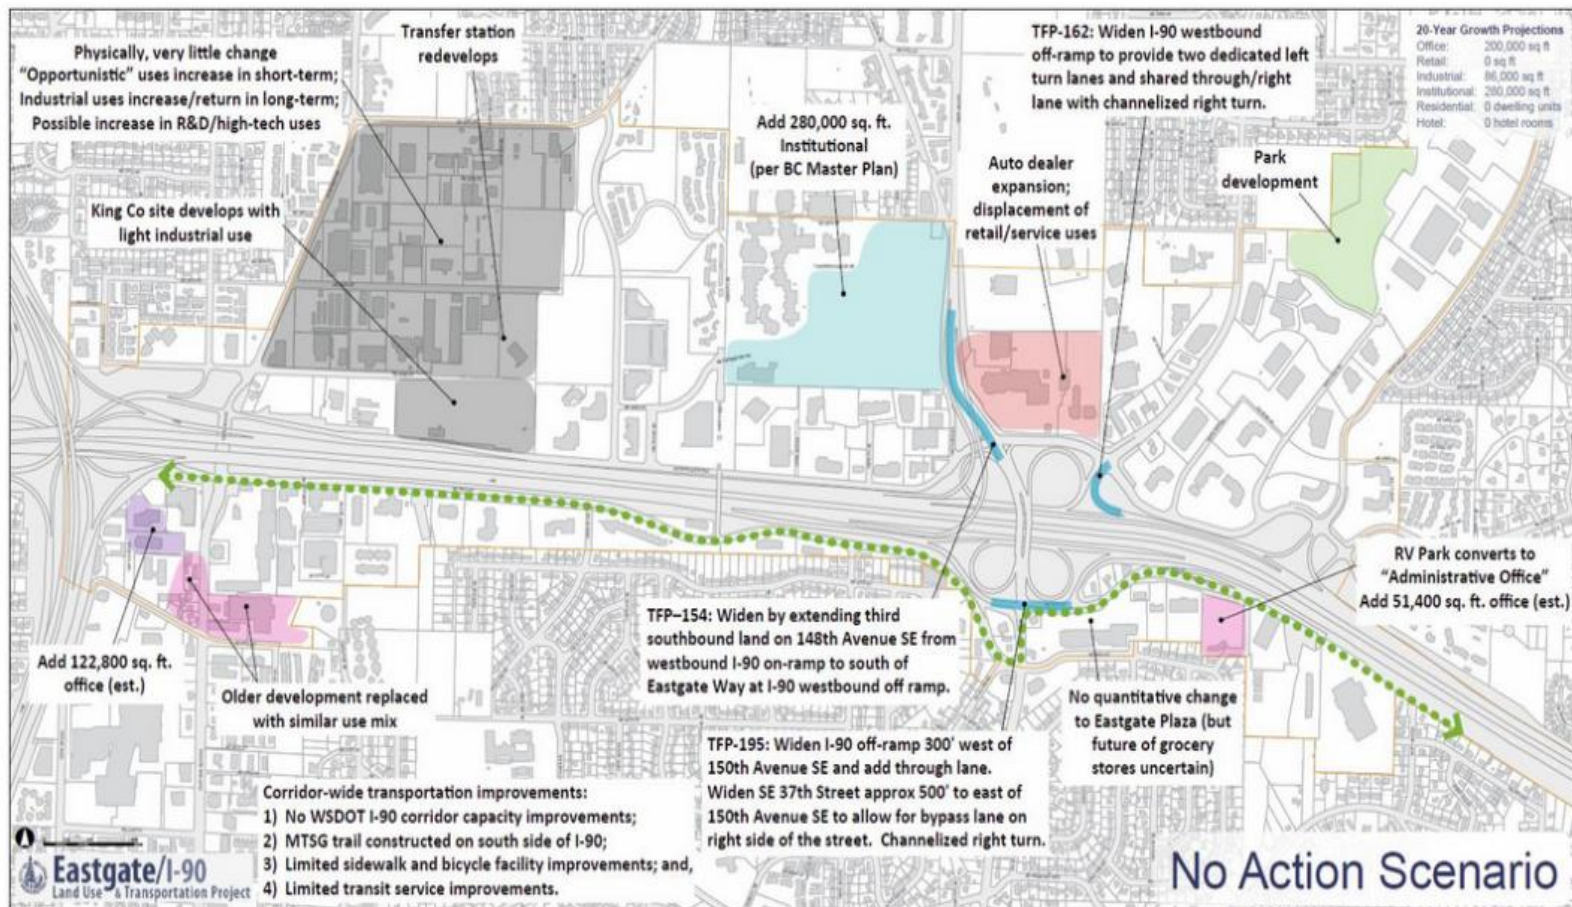 Physically, very little change
“Opportunistic” uses increase in short-term;
Industrial uses increase/return in long-term;
Possible increase in R&D/high-tech uses
Transfer station
redevelops
TFP-162: Widen I-90 westbound
off-ramp to provide two dedicated left
turn lanes and shared through/right
lane with channelized right turn.
20-Year Growth Projections
Office: 200,000 sq ft
Retail: 0 sq ft
Industrial: 86,000 sq ft
Institutional: 280,000 sq ft
Residential: 0 dwelling units
Hotel: 0 hotel rooms
Add 280,000 sq. ft.
Institutional
(per BC Master Plan)
Auto dealer
expansion;
displacement of
retail/service uses
Park
development
King Co site develops with
light industrial use
RV Park converts to
“Administrative Office”
Add 51,400 sq. ft. office (est.)
TFP–154: Widen by extending third
southbound land on 148th Avenue SE from
westbound I-90 on-ramp to south of
Eastgate Way at I-90 westbound off ramp.
Add 122,800 sq. ft.
office (est.)
Older development replaced
with similar use mix
No quantitative change
to Eastgate Plaza (but
future of grocery
stores uncertain)
TFP-195: Widen I-90 off-ramp 300' west of
150th Avenue SE and add through lane.
Widen SE 37th Street approx 500' to east of
150th Avenue SE to allow for bypass lane on
right side of the street. Channelized right turn.
Corridor-wide transportation improvements:
1) No WSDOT I-90 corridor capacity improvements;
2) MTSG trail constructed on south side of I-90;
3) Limited sidewalk and bicycle facility improvements; and,
4) Limited transit service improvements.
Eastgate/I-90
Land Use & Transportation Project
No Action Scenario